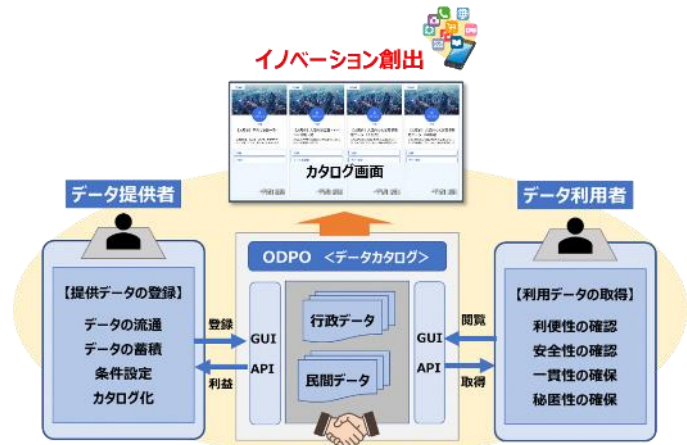 イノベーション創出
カタログ画面
データ提供者
データ利用者
ODPO <データカタログ>
【提供データの登録】
データの流通
データの蓄積
条件設定
カタログ化
登録
利益
GUI
API
行政データ
民間データ
GUI
API
閲覧
取得
【利用データの取得】
利便性の確認
安全性の確認
一貫性の確保
秘匿性の確保